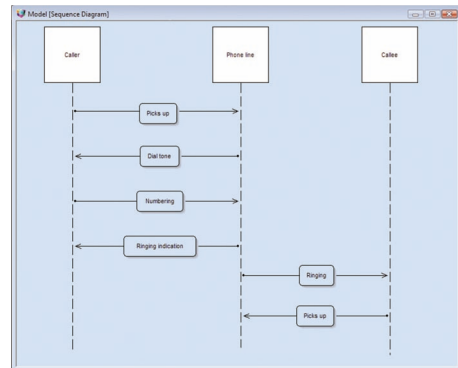 Model [Sequence Diagram]
Caller
Phone line
Callee
Picks up
Dial tone
Numbering
Ringing indication
Ringing
Picks up